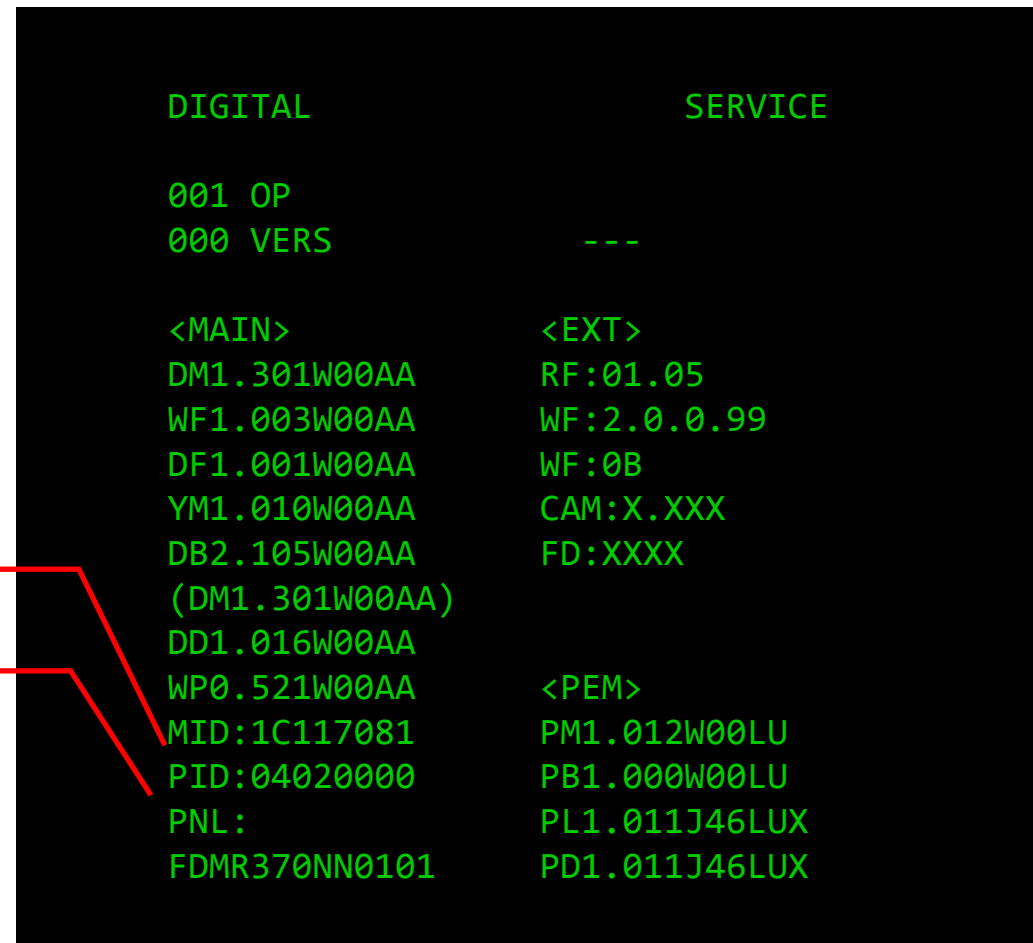 DIGITAL SERVICE
001 OP
000 VERS ---
<MAIN> <EXT>
DM1.301W00AA RF:01.05
WF1.003W00AA WF:2.0.0.99
DF1.001W00AA WF:0B
YM1.010W00AA CAM:X.XXX
DB2.105W00AA FD:XXXX
(DM1.301W00AA)
DD1.016W00AA
WP0.521W00AA <PEM>
MID:1C117081 PM1.012W00LU
PID:04020000 PB1.000W00LU
PNL: PL1.011J46LUX
FDMR370NN0101 PD1.011J46LUX